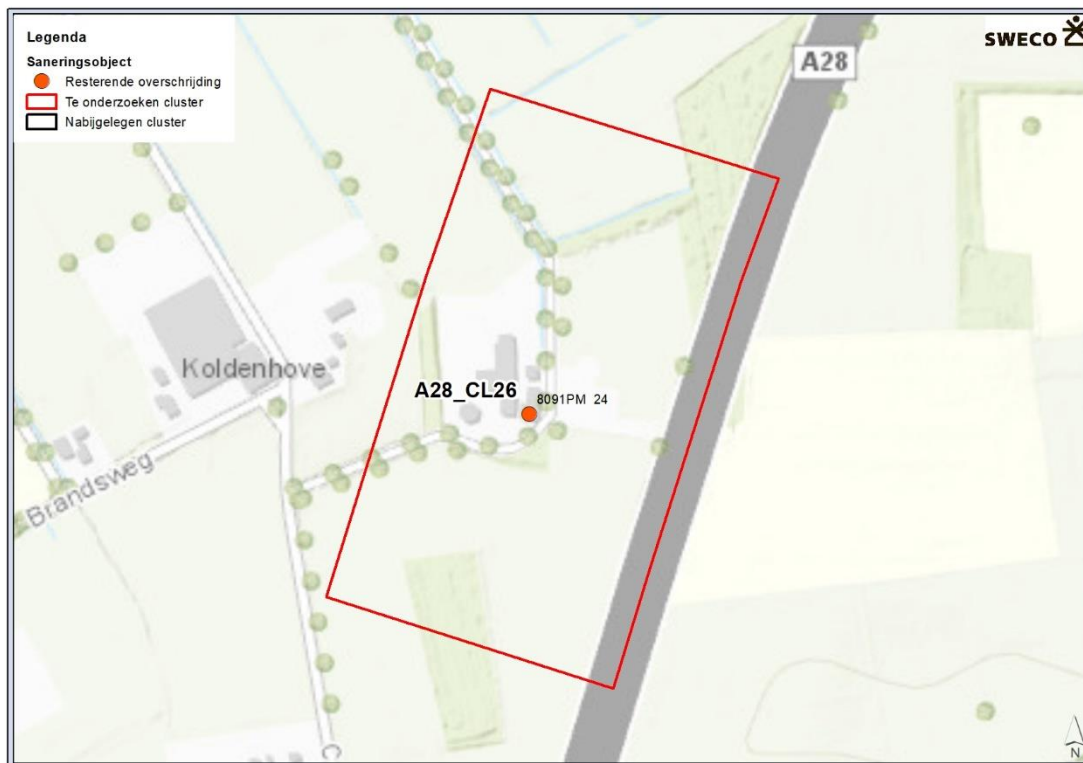 Legenda
Saneringsobject
Resterende overschrijding
Te onderzoeken cluster
Nabijgelegen cluster
SWECO
A28
Koldenhove
A28_CL26
8091PM 24
Brandsweg
C
N